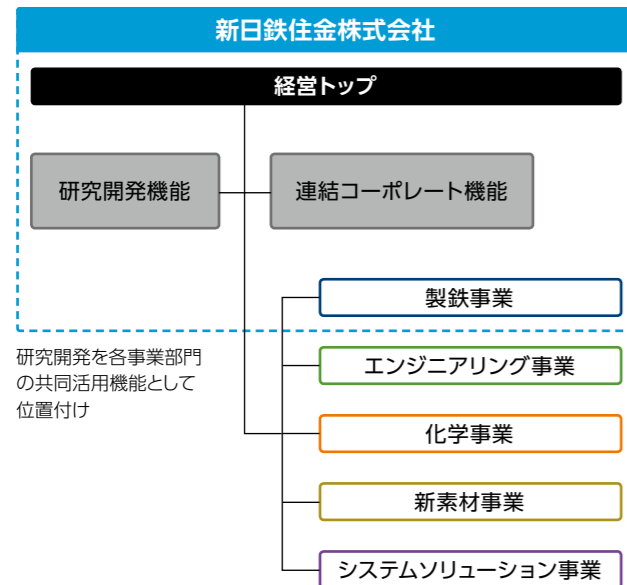 新日鉄住金株式会社
経営トップ
研究開発機能
連結コーポレート機能
製鉄事業
研究開発を各事業部門
の共同活用機能として
位置付け
エンジニアリング事業
化学事業
新素材事業
システムソリューション事業